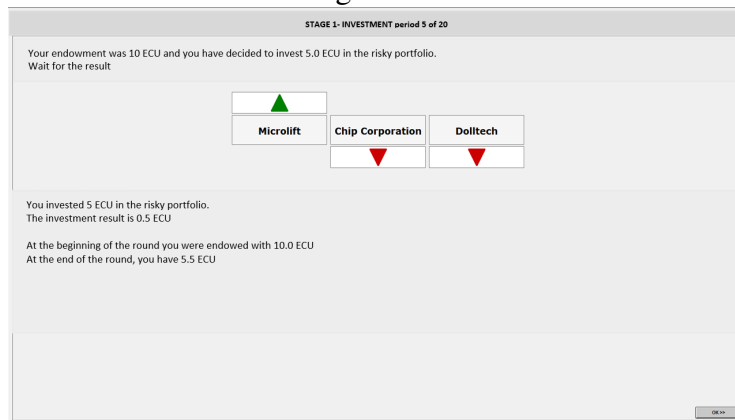 STAGE 1- INVESTMENT period 5 of 20
Your endowment was 10 ECU and you have decided to invest 5.0 ECU in the risky portfolio.
Wait for the result
Microlift
Chip Corporation
Dolltech
You invested 5 ECU in the risky portfolio.
The investment result is 0.5 ECU
At the beginning of the round you were endowed with 10.0 ECU
At the end of the round, you have 5.5 ECU
OK >>